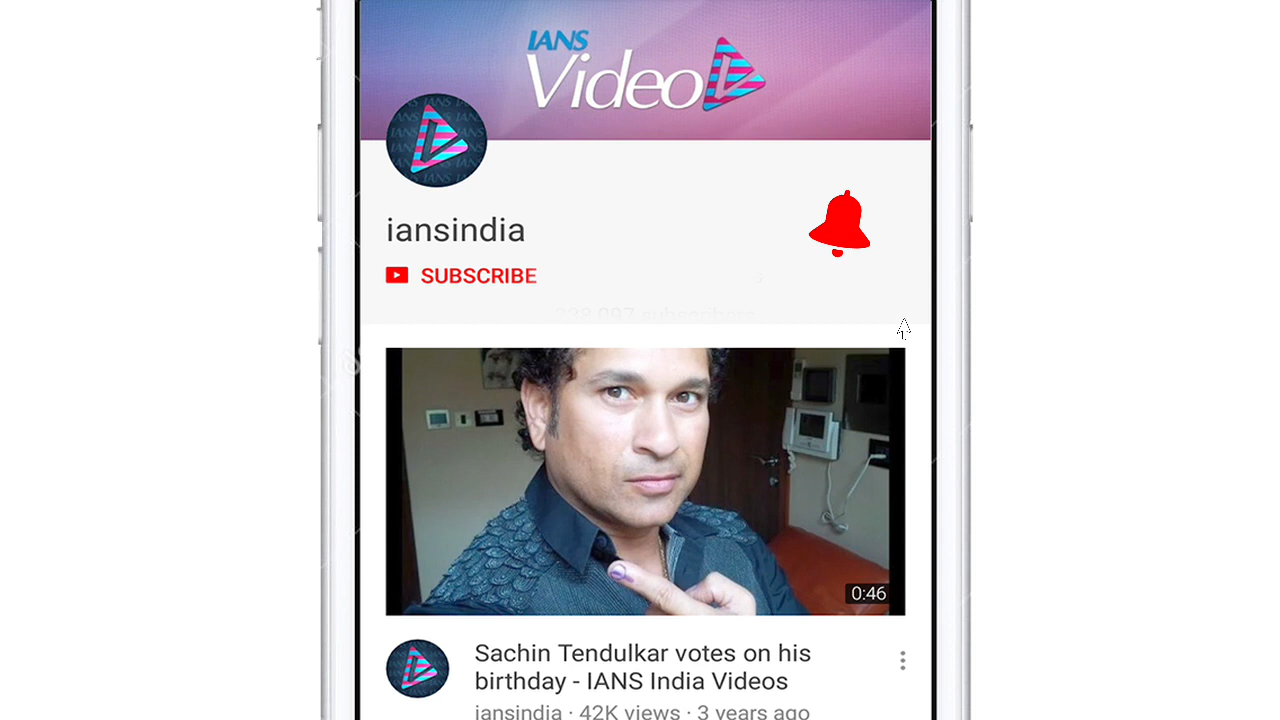 IANS
Video
iansindia
SUBSCRIBE
0:46
Sachin Tendulkar votes on his
birthday - IANS India Videos
iansindia · 42K views · 3 years ago